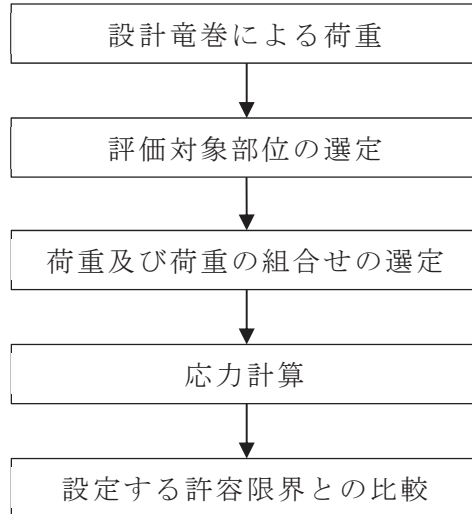 設計竜巻による荷重
評価対象部位の選定
荷重及び荷重の組合せの選定
応力計算
設定する許容限界との比較